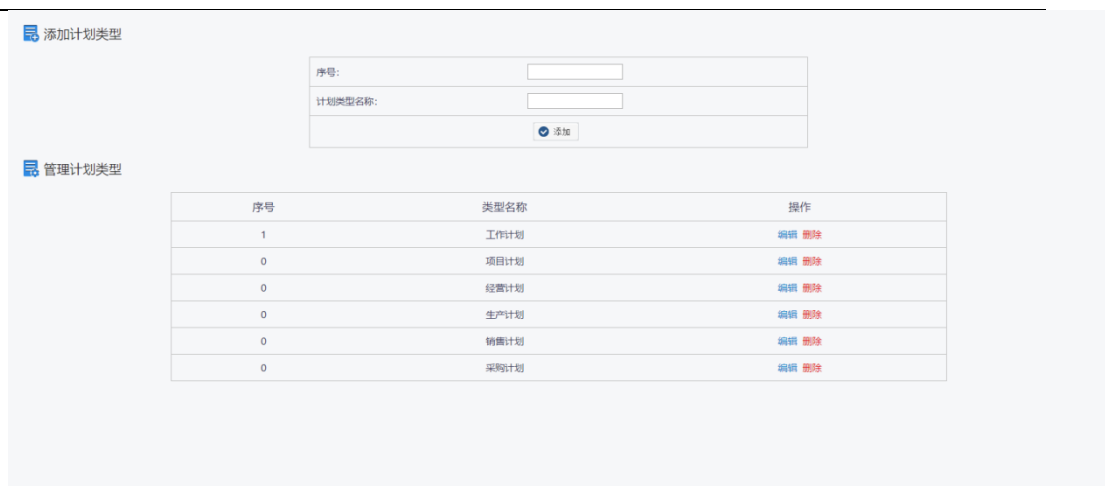 添加计划类型
序号:
计划类型名称:
添加
管理计划类型
序号 类型名称 操作
1 工作计划 编辑 删除
0 项目计划 编辑 删除
0 经营计划 编辑 删除
0 生产计划 编辑 删除
0 销售计划 编辑 删除
0 采购计划 编辑 删除